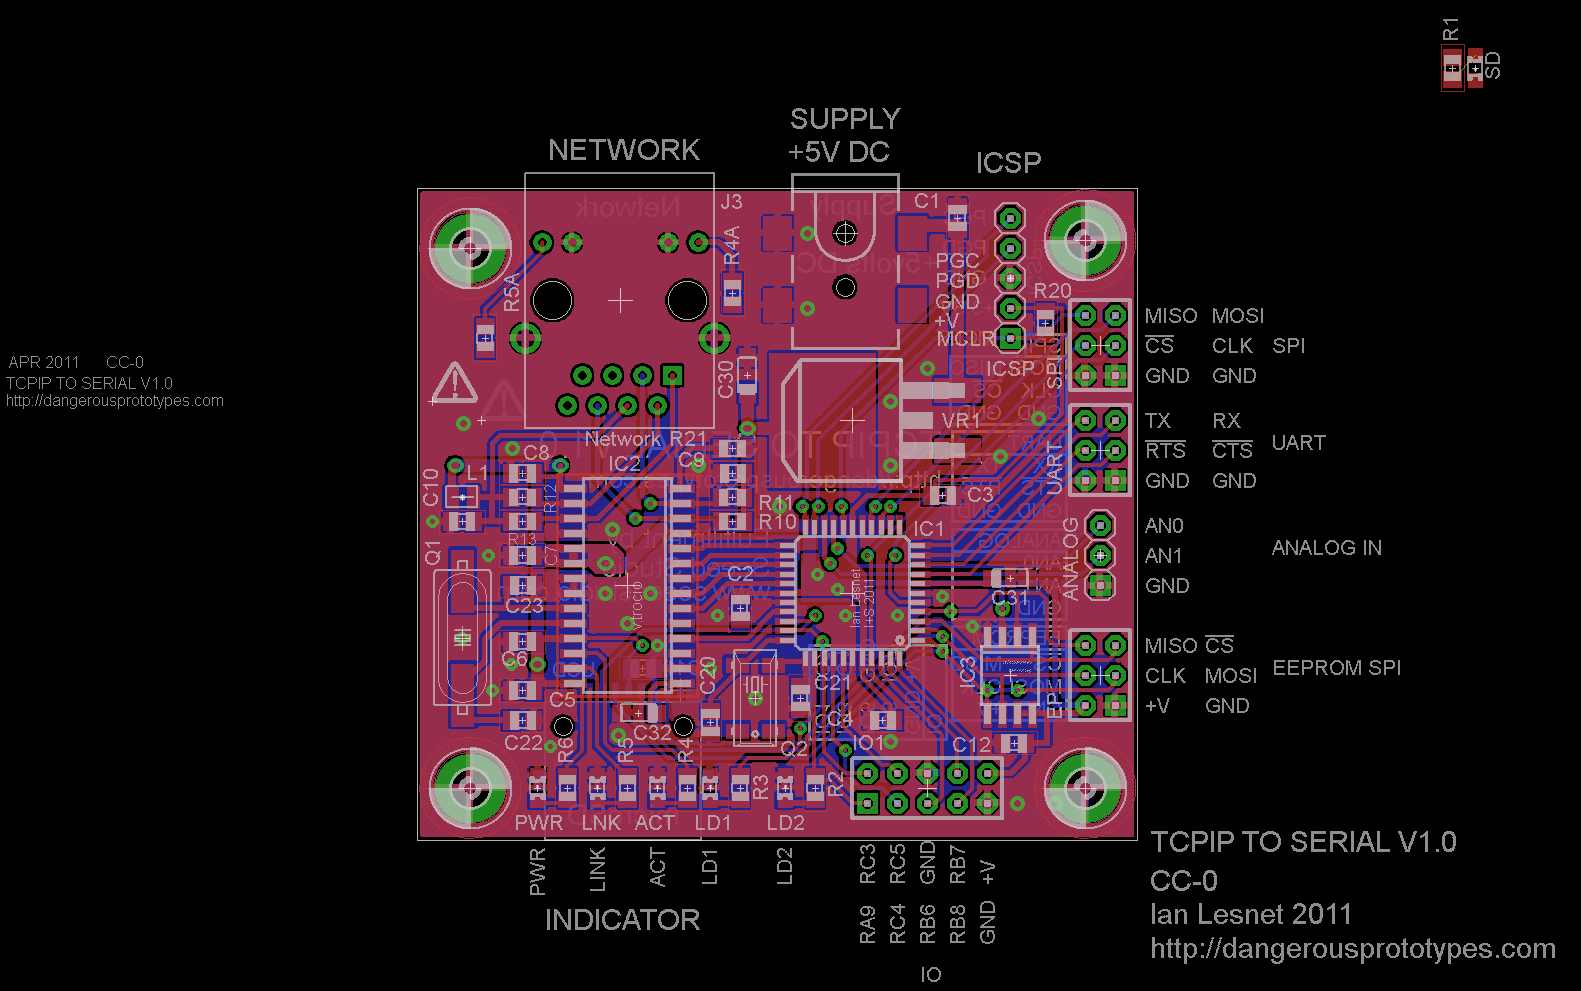 R1
SD
SUPPLY
+5V DC
NETWORK
ICSP
J3
C1
R4A
R5A
PGC
PGD
GND
+V
MCLR
R20
ICSP
MISO MOSI
CS CLK SPI
GND GND
SPI
APR 2011 CC-0
TCPIP TO SERIAL V1.0
http://dangerousprototypes.com
C30
VR1
TX RX
RTS CTS UART
GND GND
UART
Network R21
C8
IC2
C9
L1
C10
R12
R11
R10
C3
IC1
Q1
R13
C7
AN0
AN1 ANALOG IN
GND
ANALOG
C2
C23
V.trocio
Ian Lesnet
I+S 2011
C31
MISO CS
CLK MOSI EEPROM SPI
+V GND
IC3
C6
C5
C20
C21
C4
C32
C22
R6
R5
R4
Q2
IO1
C12
R3
R2
PWR LNK ACT LD1 LD2
PWR
LINK
ACT
LD1
LD2
RC3
RC5
GND
RB7
+V
RA9
RC4
RB6
RB8
GND
INDICATOR
IO
TCPIP TO SERIAL V1.0
CC-0
Ian Lesnet 2011
http://dangerousprototypes.com